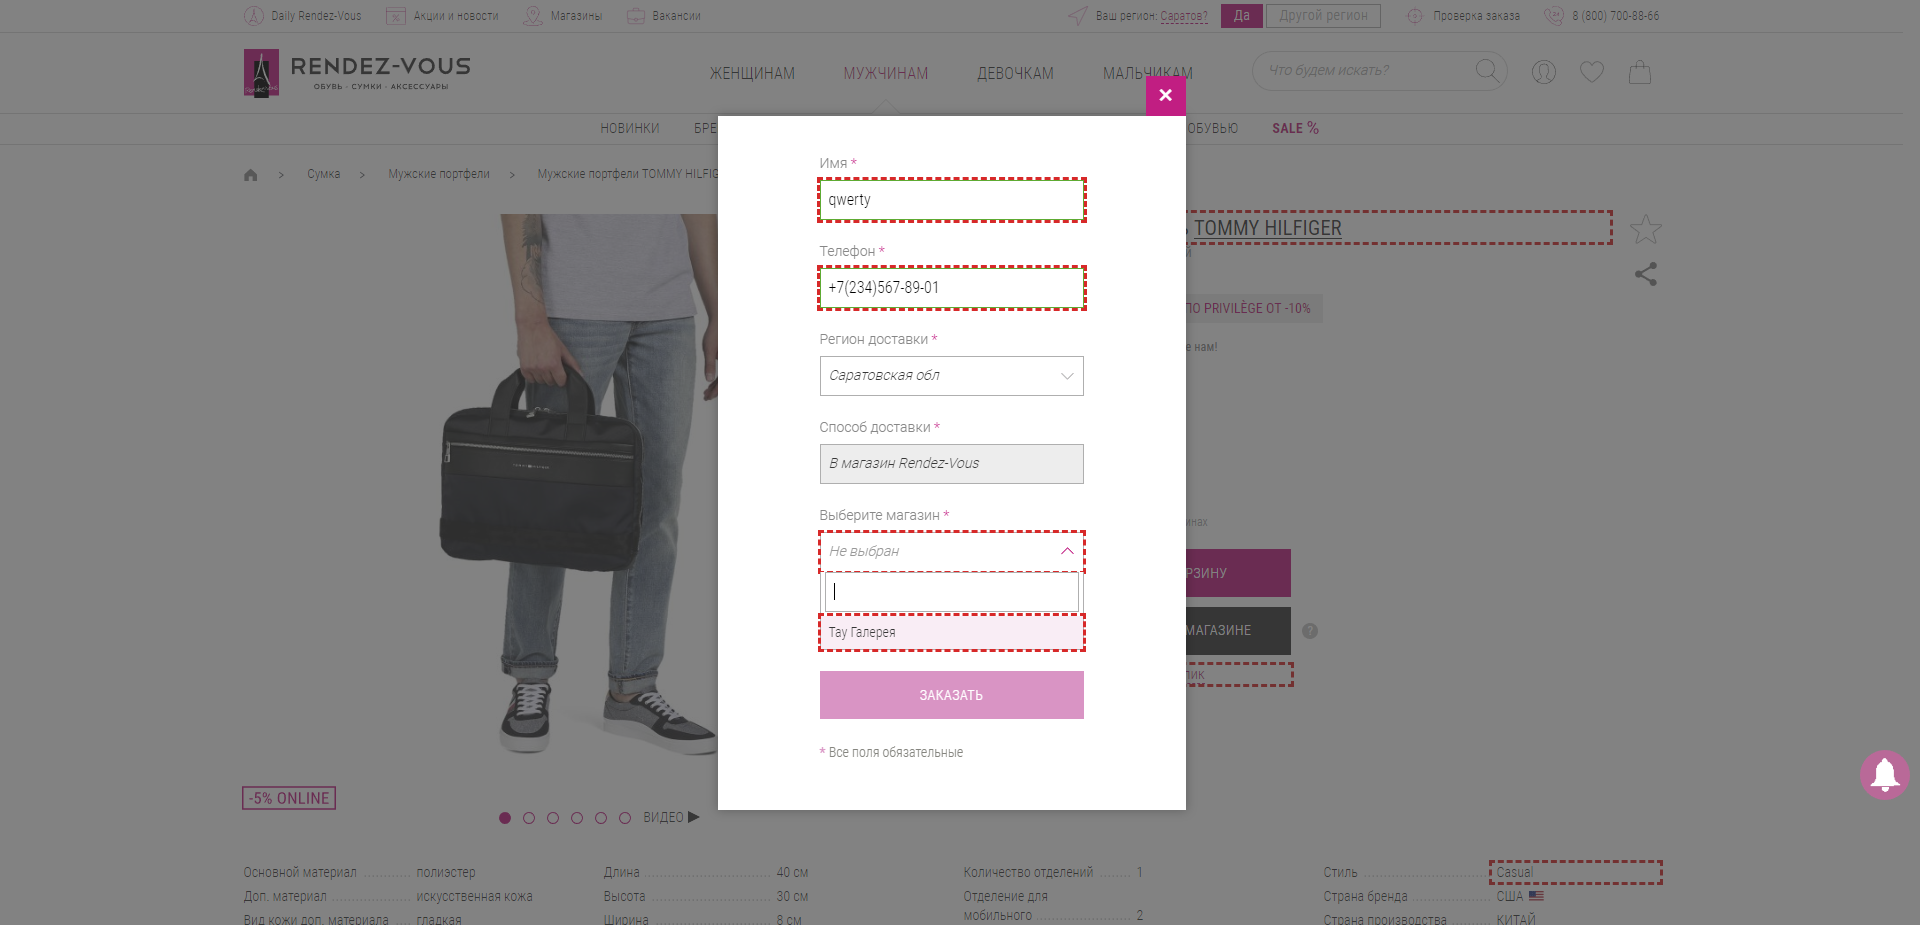 Daily Rendez-Vous
Акции и новости
Магазины
Вакансии
Ваш регион: Саратов?
Да
Другой регион
Проверка заказа
8 (800) 700-88-66
RENDEZ-VOUS
ОБУВЬ · СУМКИ · АКСЕССУАРЫ
ЖЕНЩИНАМ
МУЖЧИНАМ
ДЕВОЧКАМ
МАЛЬЧИКАМ
Что будем искать?
НОВИНКИ
БРЕ
ОБУВЬЮ
SALE %
Сумка
Мужские портфели
Мужские портфели TOMMY HILFIG
TOMMY HILFIGER
ПО PRIVILÈGE ОТ -10%
е нам!
инах
РЗИНУ
МАГАЗИНЕ
?
ЛИК
Имя *
qwerty
Телефон *
+7(234)567-89-01
Регион доставки *
Саратовская обл
Способ доставки *
В магазин Rendez-Vous
Выберите магазин *
Не выбран
Тау Галерея
ЗАКАЗАТЬ
* Все поля обязательные
-5% ONLINE
ВИДЕО
Основной материал полиэстер
Доп. материал искусственная кожа
Вид кожи доп. материала гладкая
Длина 40 см
Высота 30 см
Ширина 8 см
Количество отделений 1
Отделение для
мобильного 2
Стиль Casual
Страна бренда США
Страна производства КИТАЙ